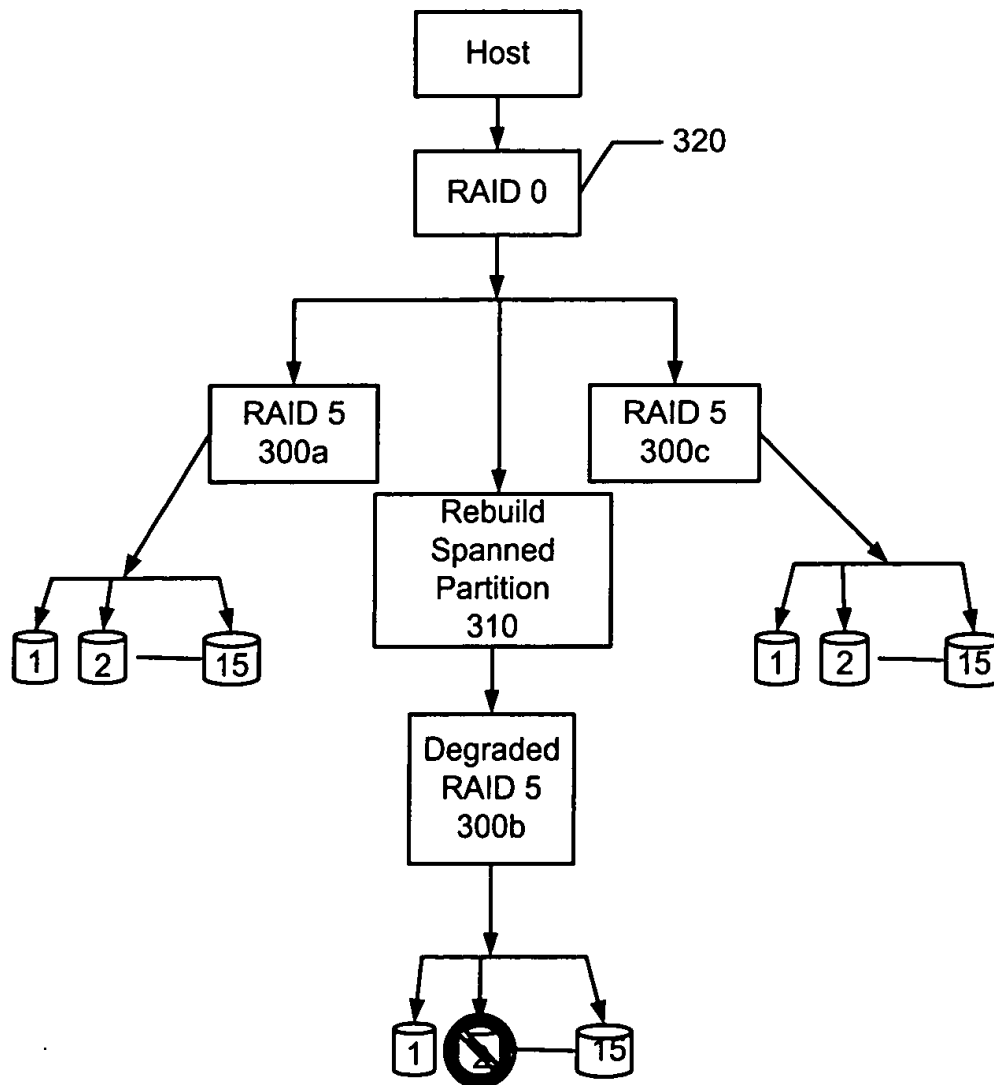 Host
320
RAID 0
RAID 5
300a
RAID 5
300c
Rebuild
Spanned
Partition
310
1
2
15
1
2
15
Degraded
RAID 5
300b
1
2
15